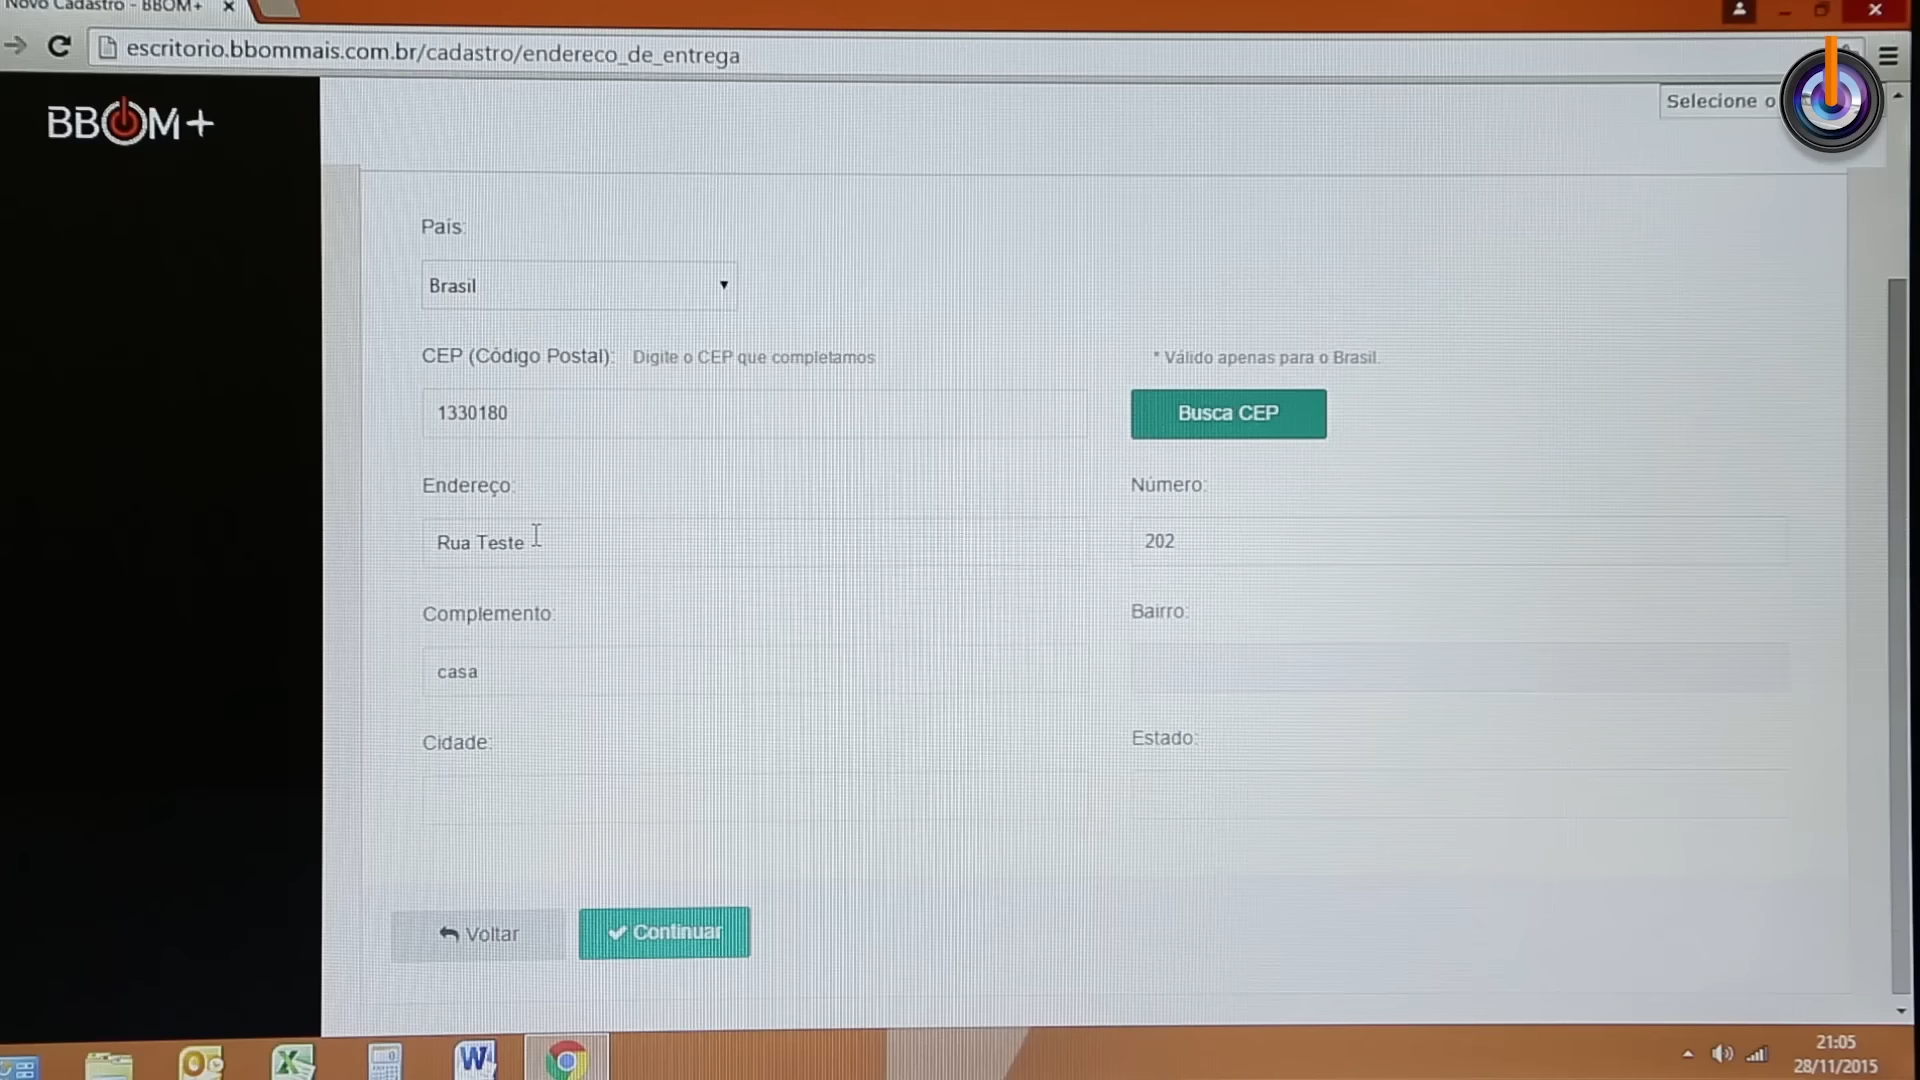 Novo Cadastro - BBOM+
escritorio.bbommais.com.br/cadastro/endereco_de_entrega
BBOM+
Selecione o
País:
Brasil
CEP (Código Postal): Digite o CEP que completamos
* Válido apenas para o Brasil.
1330180
Busca CEP
Endereço:
Número:
Rua Teste
202
Complemento:
Bairro:
casa
Cidade:
Estado:
Voltar
Continuar
21:05
28/11/2015